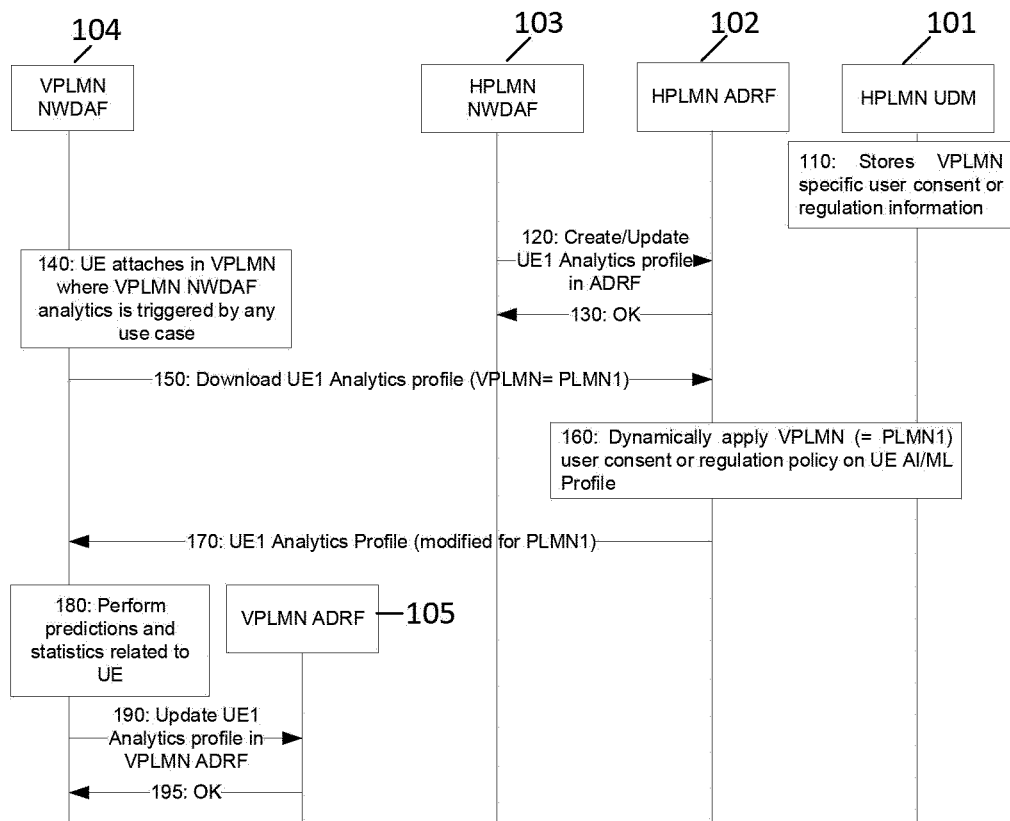 104
103
102
101
VPLMN
NWDAF
HPLMN
NWDAF
HPLMN ADRF
HPLMN UDM
110: Stores VPLMN
specific user consent or
regulation information
120: Create/Update
UE1 Analytics profile
in ADRF
140: UE attaches in VPLMN
where VPLMN NWDAF
analytics is triggered by any
use case
130: OK
150: Download UE1 Analytics profile (VPLMN= PLMN1)
160: Dynamically apply VPLMN (= PLMN1)
user consent or regulation policy on UE AI/ML
Profile
170: UE1 Analytics Profile (modified for PLMN1)
180: Perform
predictions and
statistics related to
UE
VPLMN ADRF
105
190: Update UE1
Analytics profile in
VPLMN ADRF
195: OK